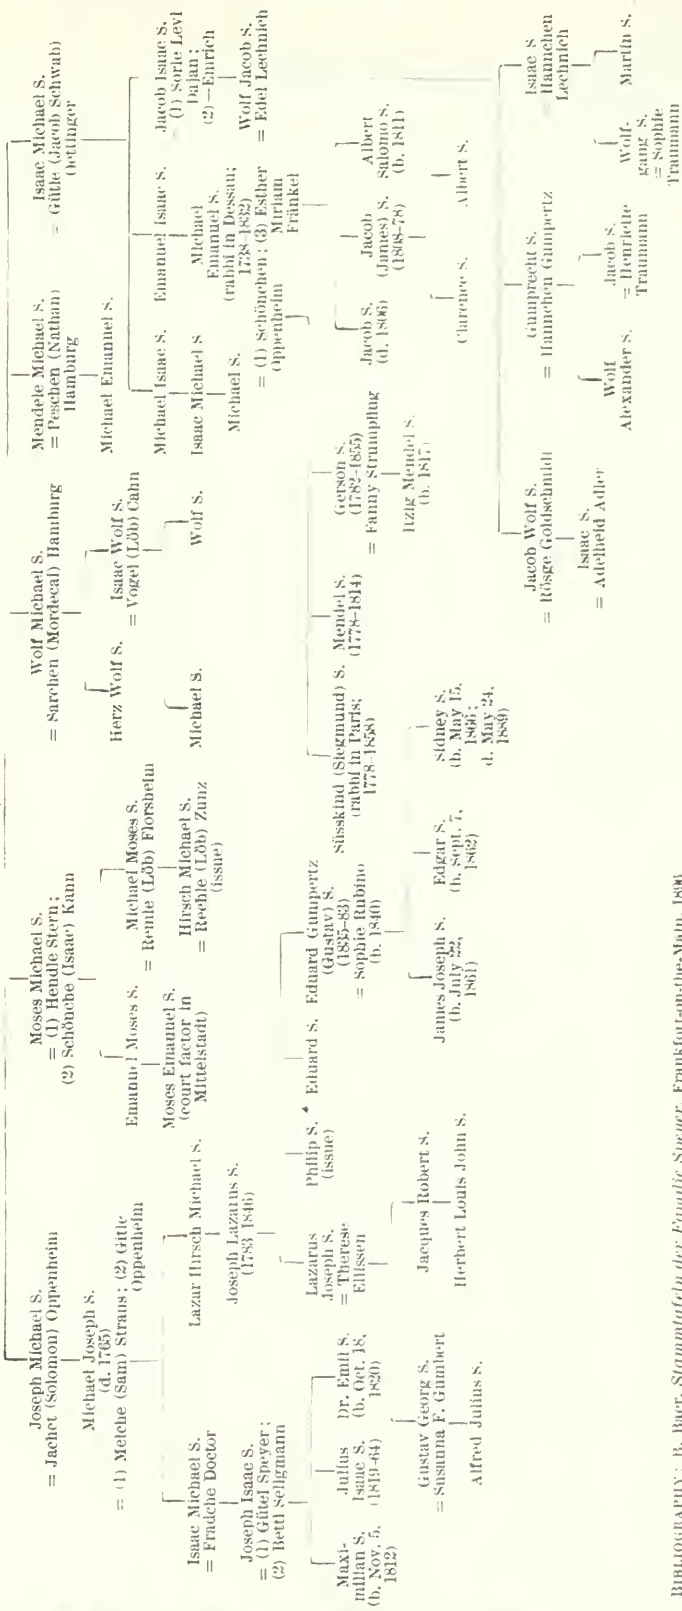 Joseph Michael S.
= Jachet (Solomon) Oppenheim
Moses Michael S.
= (1) Hendle Stern;
(2) Schönche (Isaac) Kann
Wolf Michael S.
= Sarchen (Mordecai) Hamburg
Mendele Michael S.
= Peschen (Nathan)
Hamburg
Isaac Michael S.
= Gütle (Jacob Schwab)
Oettinger
Michael Joseph S.
(d. 1765)
= (1) Melche (Sam) Straus; (2) Gitle
Oppenheim
Emanuel Moses S.
Michael Moses S.
= Remle (Löb) Florsheim
Herz Wolf S.
Isaac Wolf S.
= Vogel (Löb) Cahn
Michael Emanuel S.
Michael Isaac S.
Emanuel Isaac S.
Jacob Isaac S.
(1) Sorle Levi
Dajan;
(2) — Emrich
Moses Emanuel S.
(court factor in
Mittelstadt)
Hirsch Michael S.
= Rechle (Löb) Zunz
(issue)
Michael S.
Wolf S.
Isaac Michael S
Michael
Emanuel S.
(rabbi in Dessau;
1738-1832)
Wolf Jacob S.
= Edel Lechnich
Michael S.
= (1) Schönchen; (3) Esther
Oppenheim Miriam
Fränkel
Isaac Michael S.
= Fradche Doctor
Lazar Hirsch Michael S.
Joseph Isaac S.
= (1) Gütel Speyer;
(2) Betti Seligmann
Joseph Lazarus S.
(1783-1846)
Maxi-
milian S.
(b. Nov. 5,
1812)
Julius
Isaac S.
(1819-64)
Dr. Emil S.
(b. Oct. 18,
1820)
Lazarus
Joseph S.
= Therese
Ellissen
Philip S.
(issue)
Eduard S.
Eduard Gumpertz
(Gustav) S.
(1835-83)
= Sophie Rubino
(b. 1840)
Süsskind (Siegmund) S.
(rabbi in Paris;
1778-1858)
Mendel S.
(1778-1814)
Gerson S.
(1782-1855)
= Fanny Strumpflug
Jacob S.
(d. 1806)
Jacob
(James) S.
(1808-78)
Albert
Salomo S.
(b. 1811)
Gustav Georg S.
= Susanna F. Gumbert
Jacques Robert S.
James Joseph S.
(b. July 22,
1861)
Edgar S.
(b. Sept. 7,
1862)
Sidney S.
(b. May 15,
1866;
d. May 24,
1889)
Itzig Mendel S.
(b. 1817)
Clarence S.
Albert S.
Alfred Julius S.
Herbert Louis John S.
Jacob Wolf S.
= Rösge Goldschmidt
Gumprecht S.
= Hannchen Gumpertz
Isaac S
Hannchen
Lechnich
Isaac S.
= Adelheid Adler
Wolf
Alexander S.
Jacob S.
= Henriette
Traumann
Wolf-
gang S.
= Sophie
Traumann
Martin S.
BIBLIOGRAPHY: B. Baer, Stammtafeln der Familie Speyer, Frankfort-on-the-Main, 1896